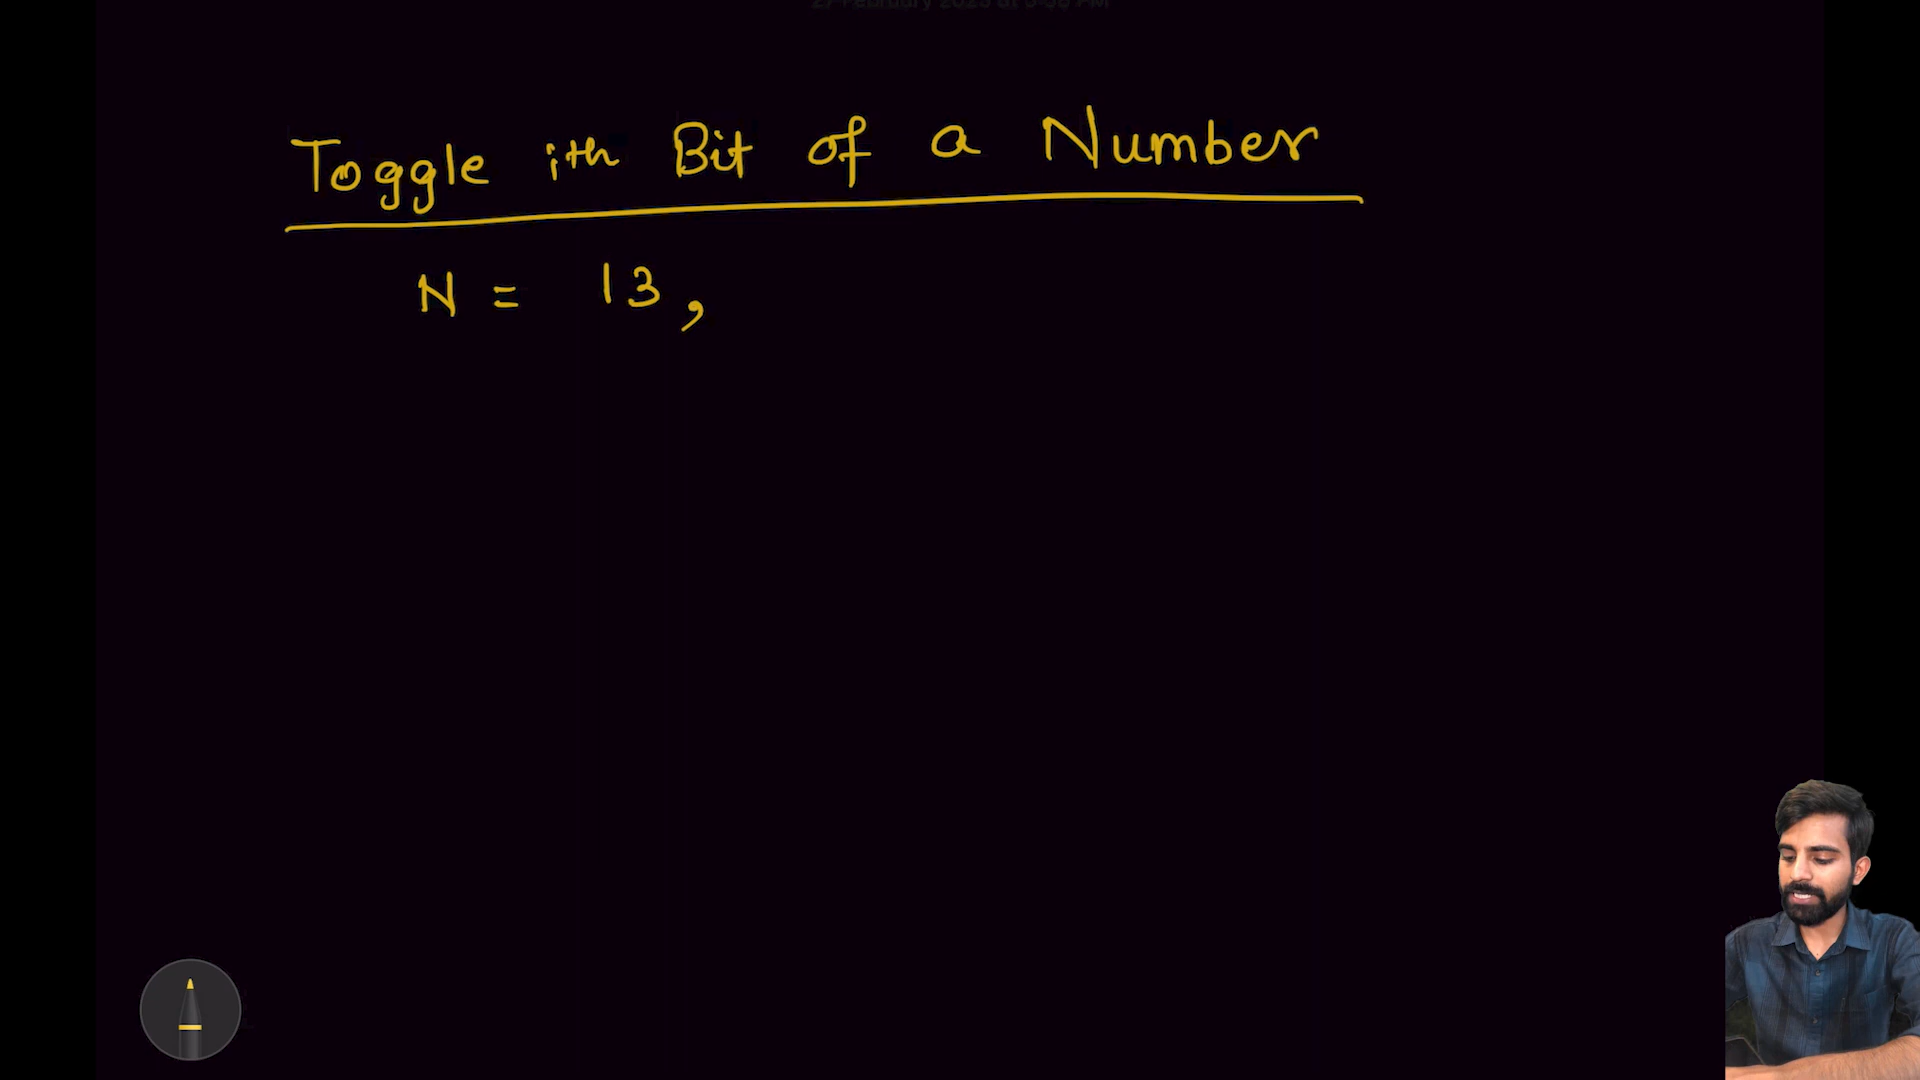 Toggle ith Bit of a Number
N = 13,